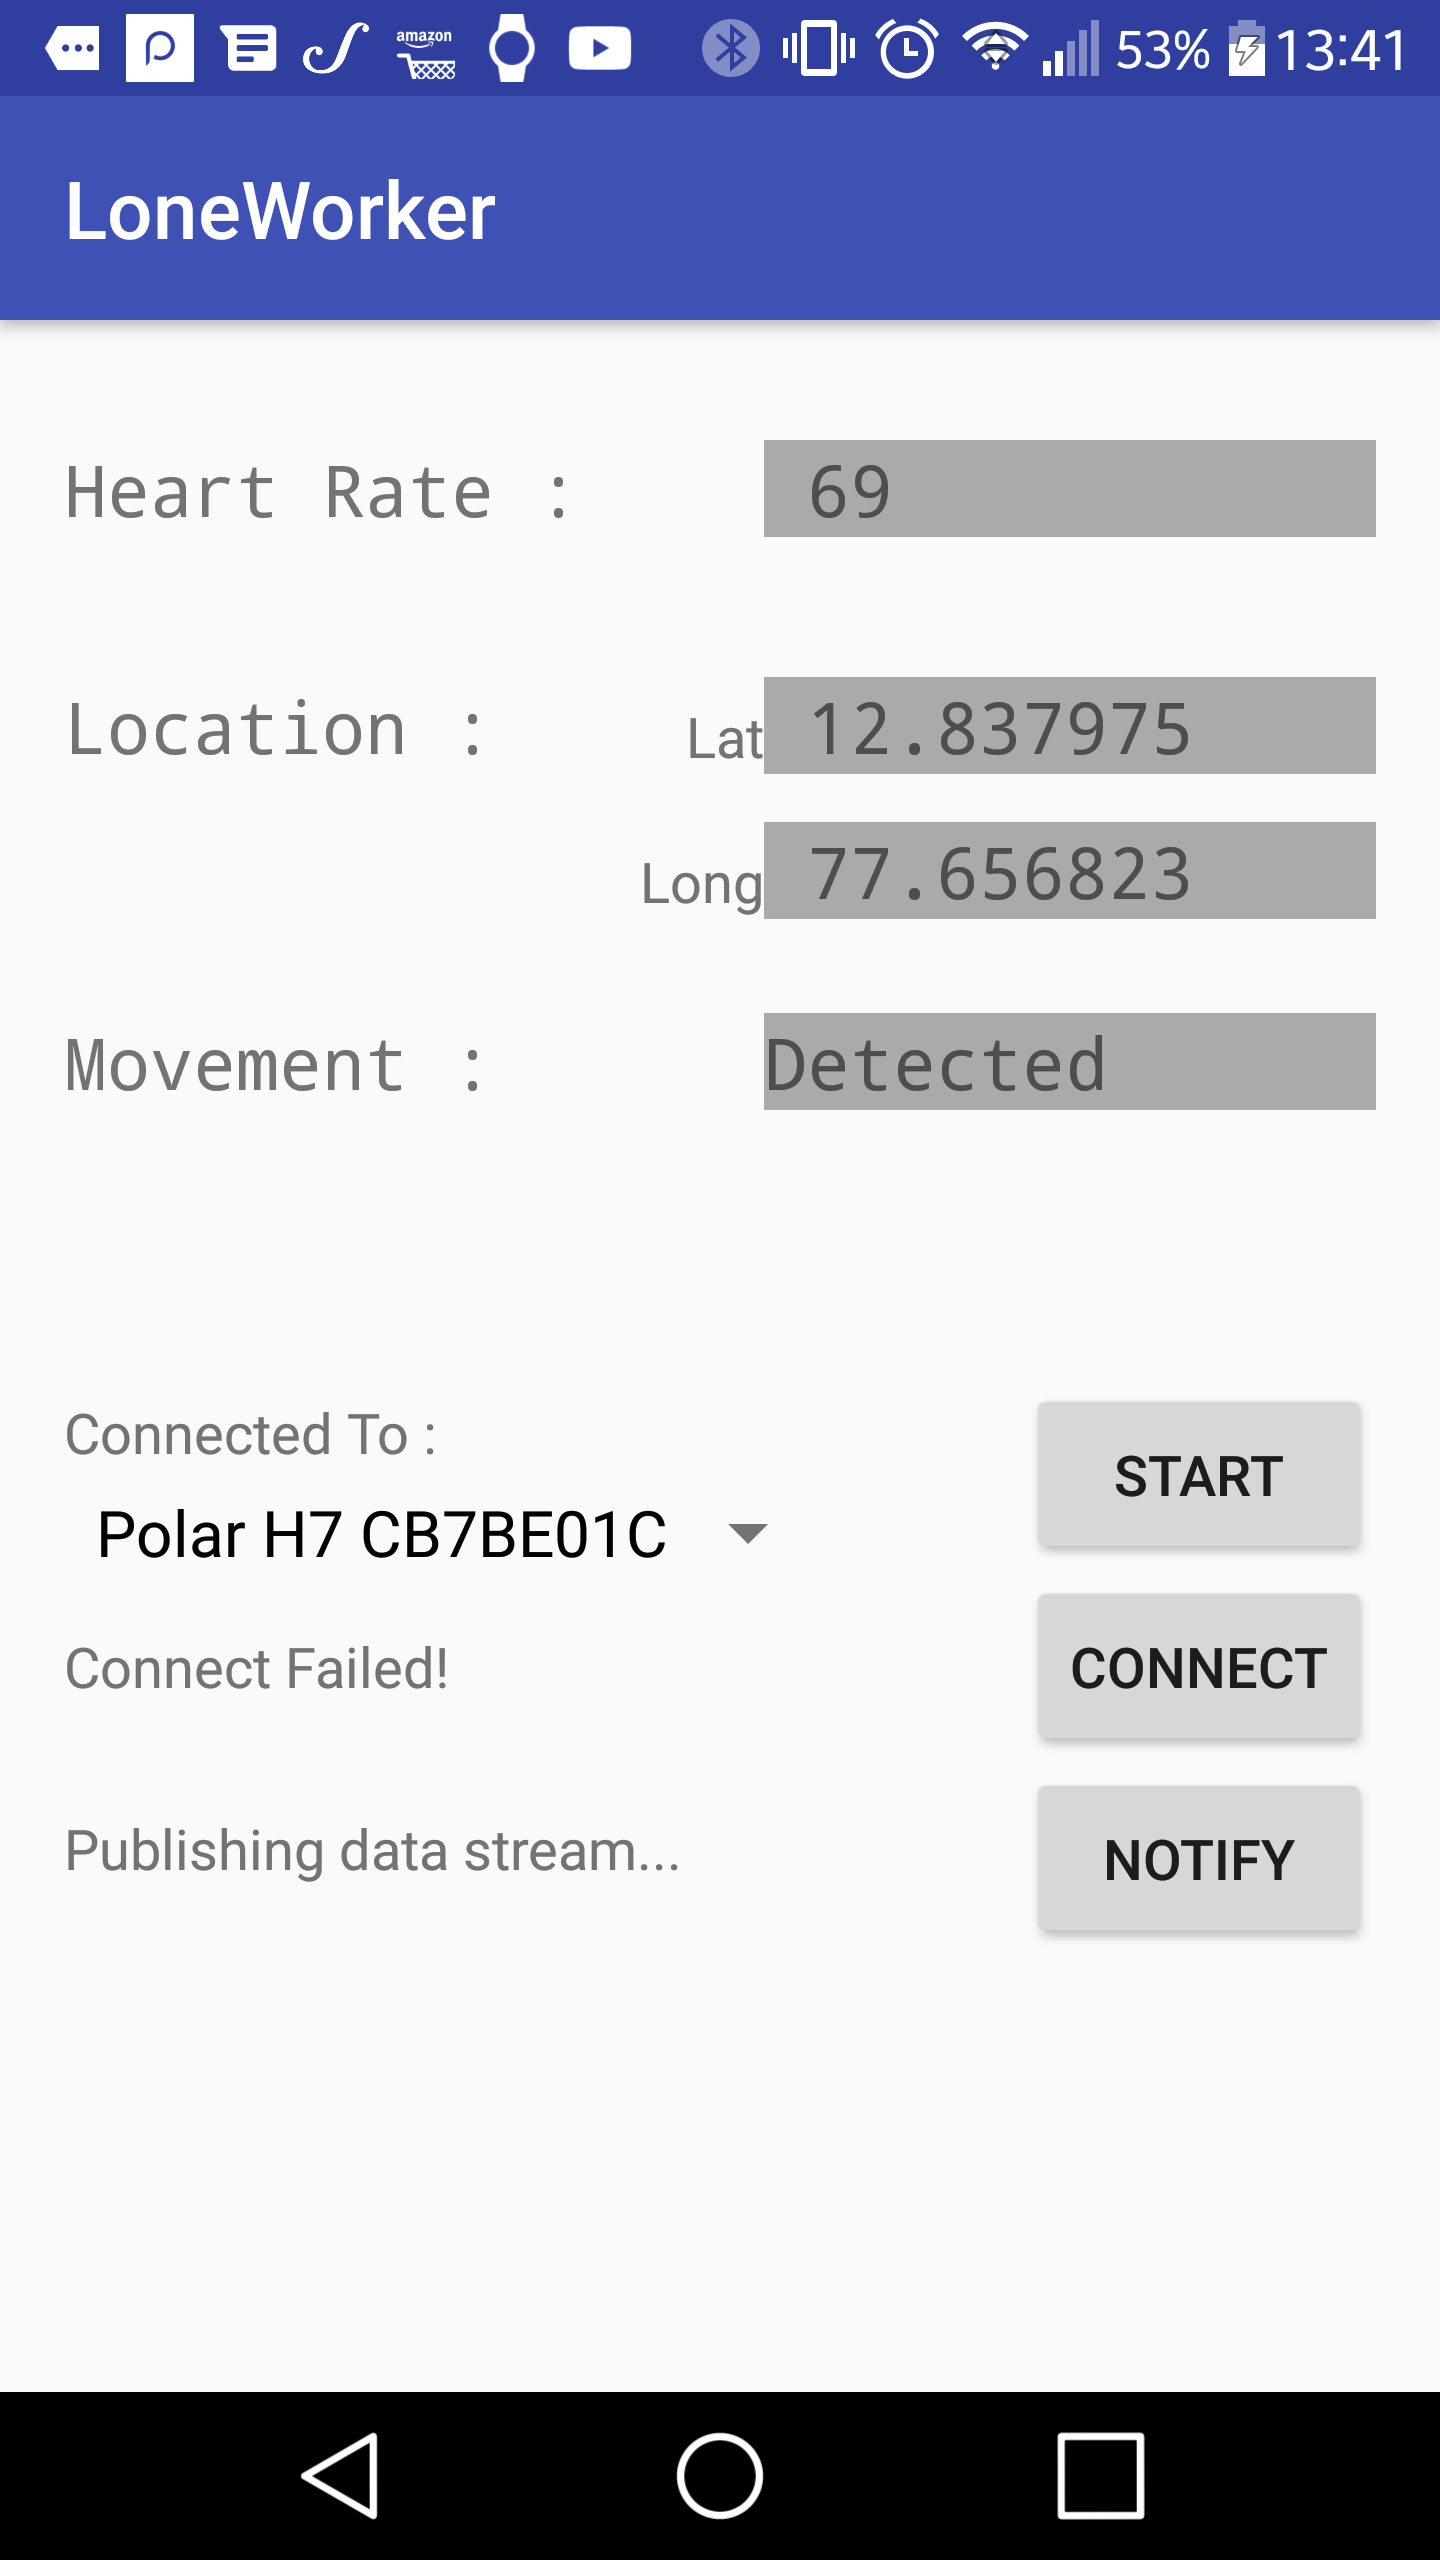 amazon 53% 13:41
LoneWorker
Heart Rate : 69
Location : Lat 12.837975
Long 77.656823
Movement : Detected
Connected To :
START
Polar H7 CB7BE01C
Connect Failed!
CONNECT
Publishing data stream...
NOTIFY